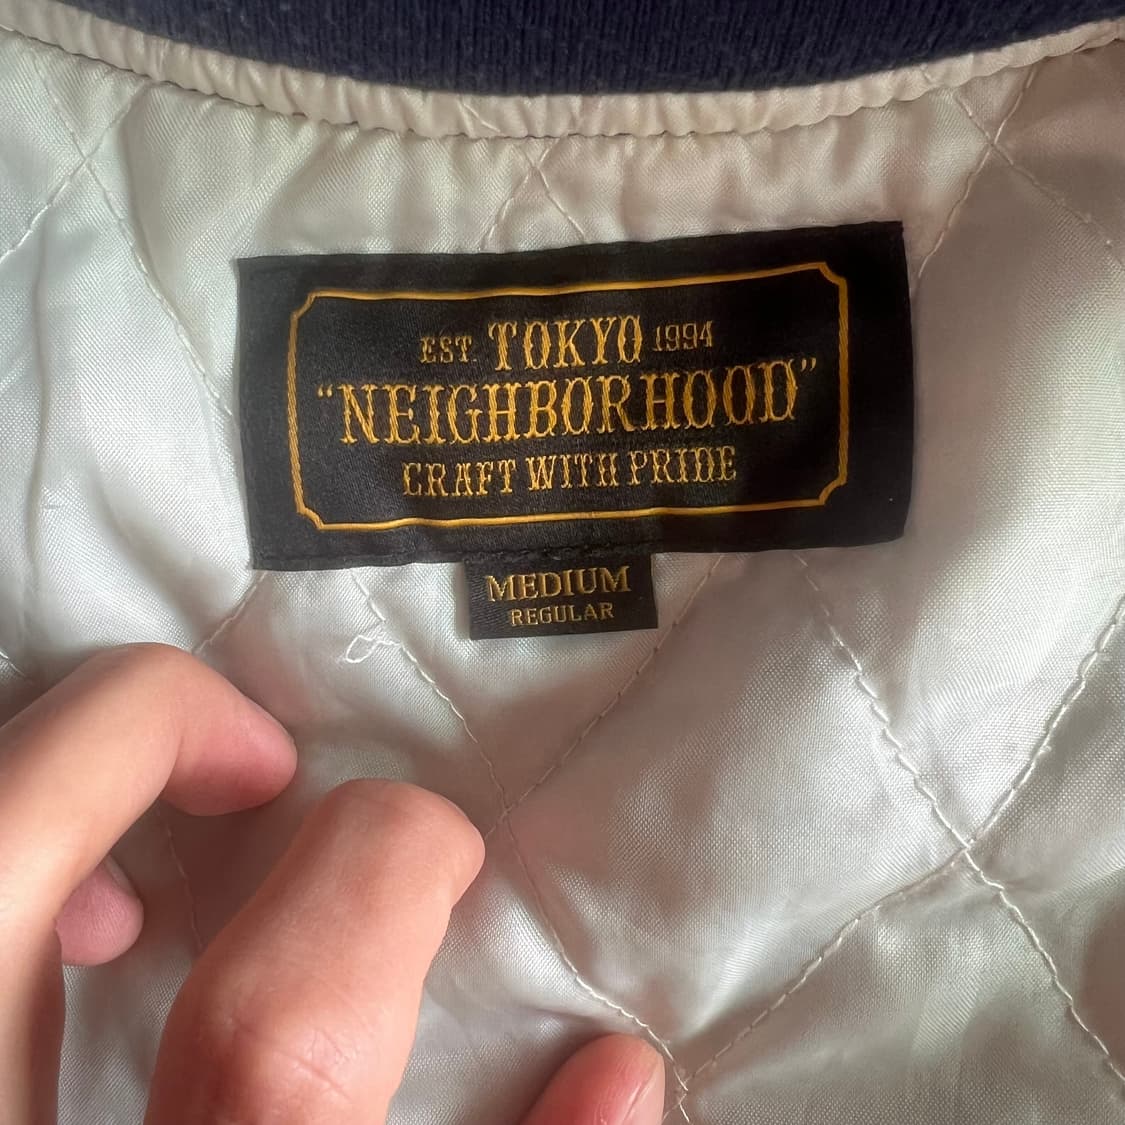 EST. TOKYO 1994
"NEIGHBORHOOD"
CRAFT WITH PRIDE
MEDIUM
REGULAR